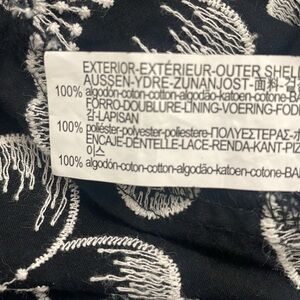 EXTERIOR-EXTÉRIEUR-OUTER SHELL
AUSSEN-YDRE-ZUNANJOST-面料-겉
100% algodón-coton-cotton-algodão-katoen-cotone-BA
FORRO-DOUBLURE-LINING-VOERING-FOD
감-LAPISAN
100% poliéster-polyester-poliestere-ΠΟΛΥΕΣΤΕΡΑΣ-
ENCAJE-DENTELLE-LACE-RENDA-KANT-PIZ
이스
100% algodón-coton-cotton-algodão-katoen-cotone-BA